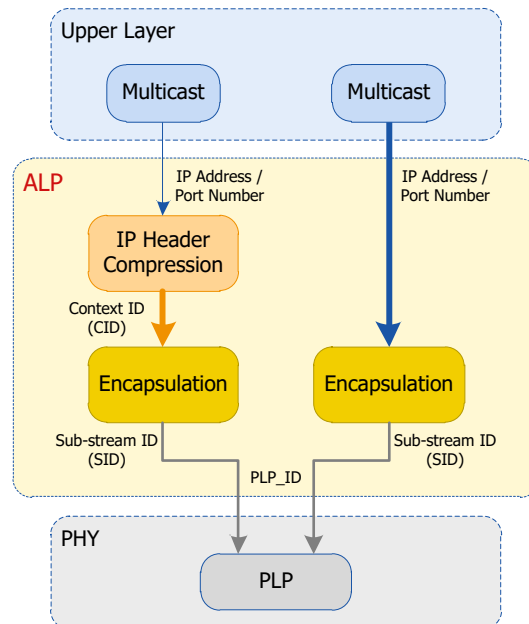 Upper Layer
Multicast
Multicast
IP Address /
Port Number
IP Address /
Port Number
ALP
IP Header
Compression
Context ID
(CID)
Encapsulation
Encapsulation
Sub-stream ID
(SID)
Sub-stream ID
(SID)
PLP_ID
PHY
PLP